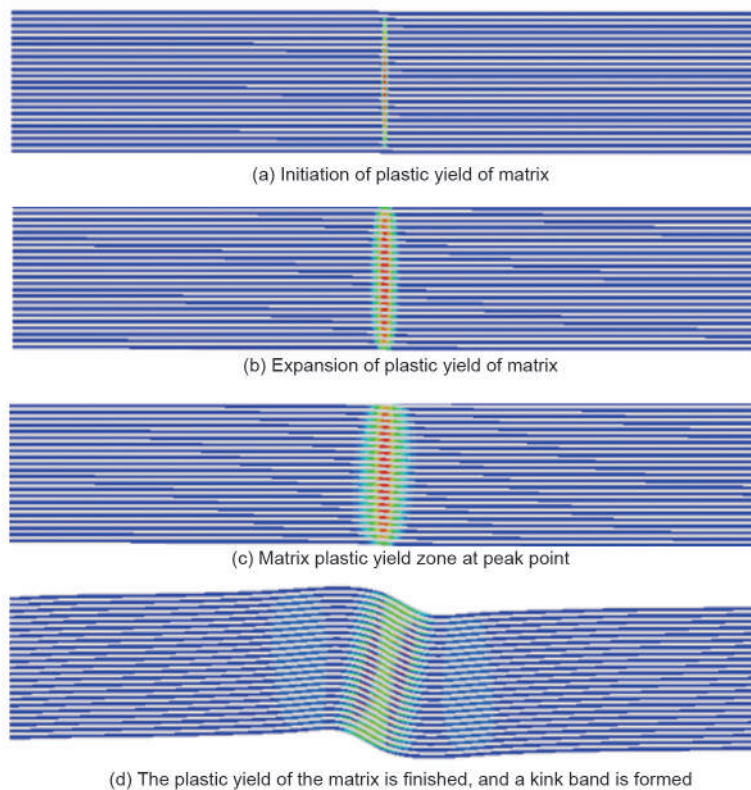 (a) Initiation of plastic yield of matrix
(b) Expansion of plastic yield of matrix
(c) Matrix plastic yield zone at peak point
(d) The plastic yield of the matrix is finished, and a kink band is formed